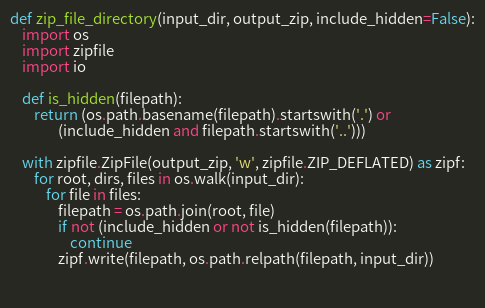 def zip_file_directory(input_dir, output_zip, include_hidden=False):
    import os
    import zipfile
    import io
    def is_hidden(filepath):
        return (os.path.basename(filepath).startswith('.') or
                (include_hidden and filepath.startswith('..')))
    with zipfile.ZipFile(output_zip, 'w', zipfile.ZIP_DEFLATED) as zipf:
        for root, dirs, files in os.walk(input_dir):
            for file in files:
                filepath = os.path.join(root, file)
                if not (include_hidden or not is_hidden(filepath)):
                    continue
                zipf.write(filepath, os.path.relpath(filepath, input_dir))